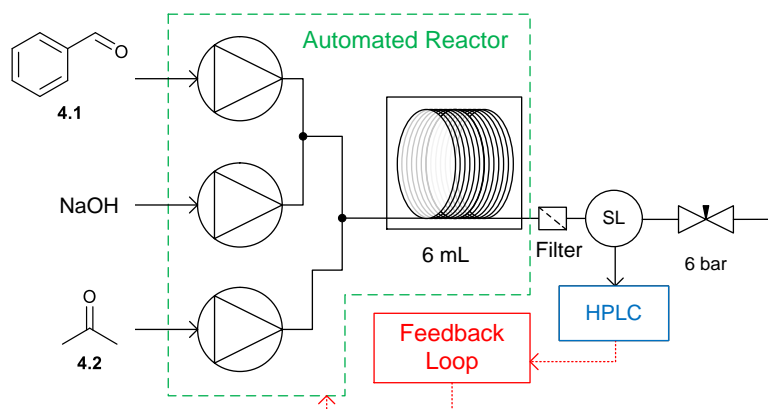 Automated Reactor
O
4.1
NaOH
O
4.2
6 mL
Filter
SL
6 bar
HPLC
Feedback
Loop